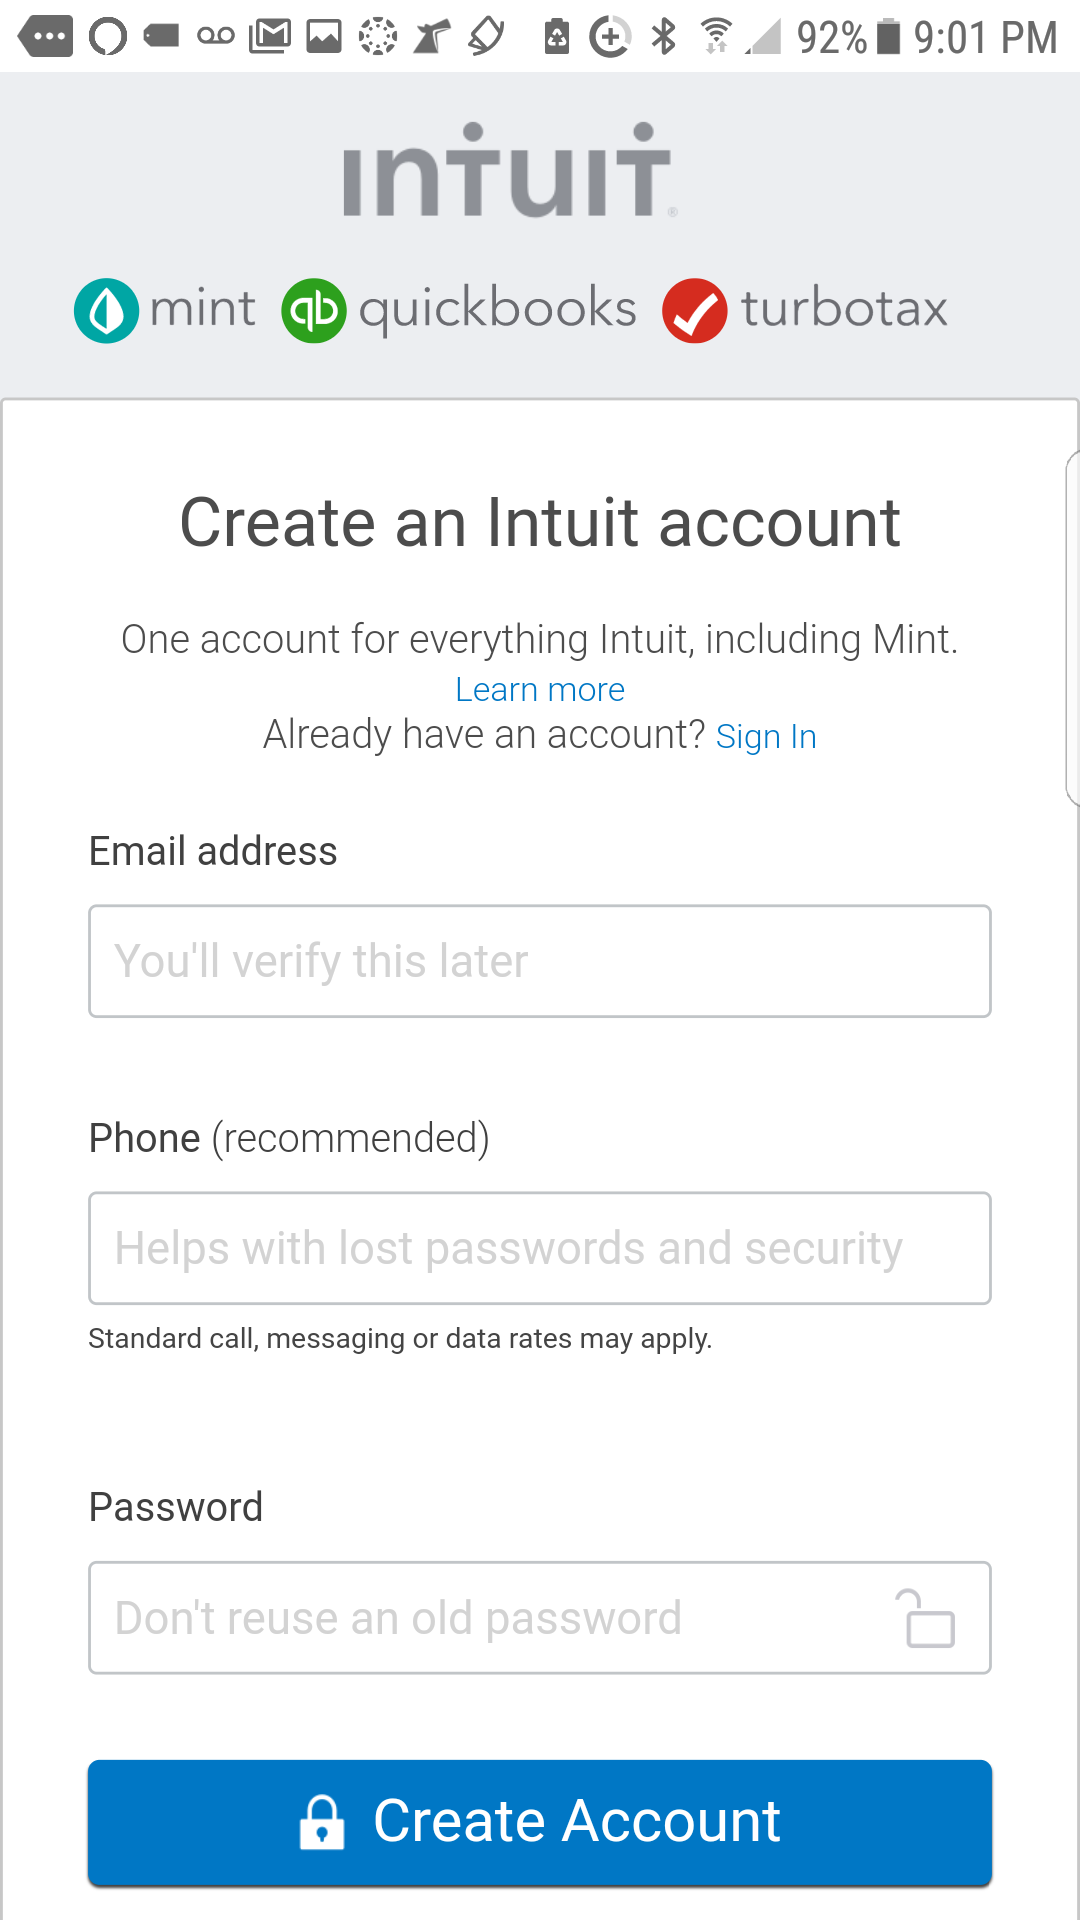 92% 9:01 PM
intuit®
mint qb quickbooks turbotax
Create an Intuit account
One account for everything Intuit, including Mint.
Learn more
Already have an account? Sign In
Email address
You'll verify this later
Phone (recommended)
Helps with lost passwords and security
Standard call, messaging or data rates may apply.
Password
Don't reuse an old password
Create Account